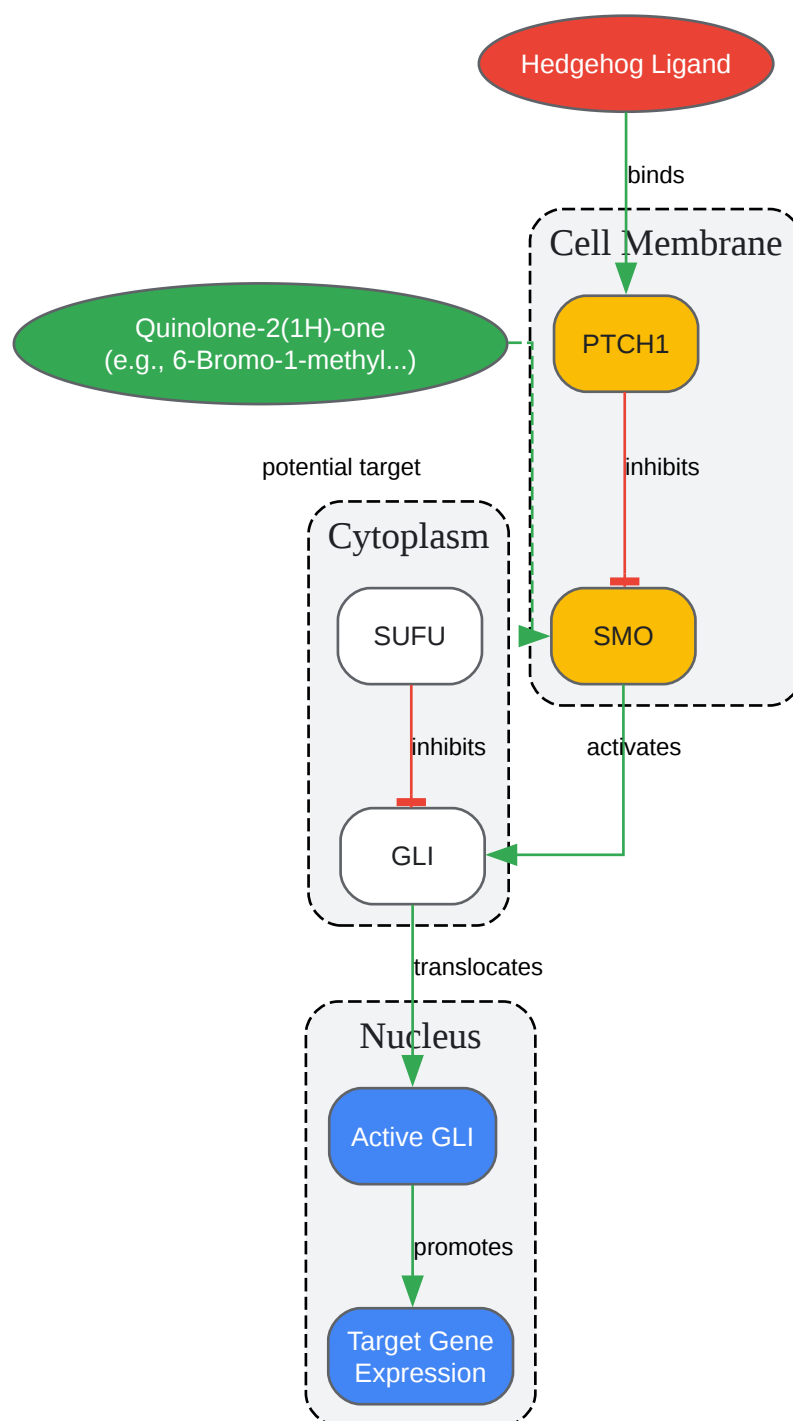 Hedgehog Ligand
binds
Cell Membrane
Quinolone-2(1H)-one
(e.g., 6-Bromo-1-methyl...)
PTCH1
potential target
inhibits
Cytoplasm
SUFU
SMO
inhibits
activates
GLI
translocates
Nucleus
Active GLI
promotes
Target Gene
Expression